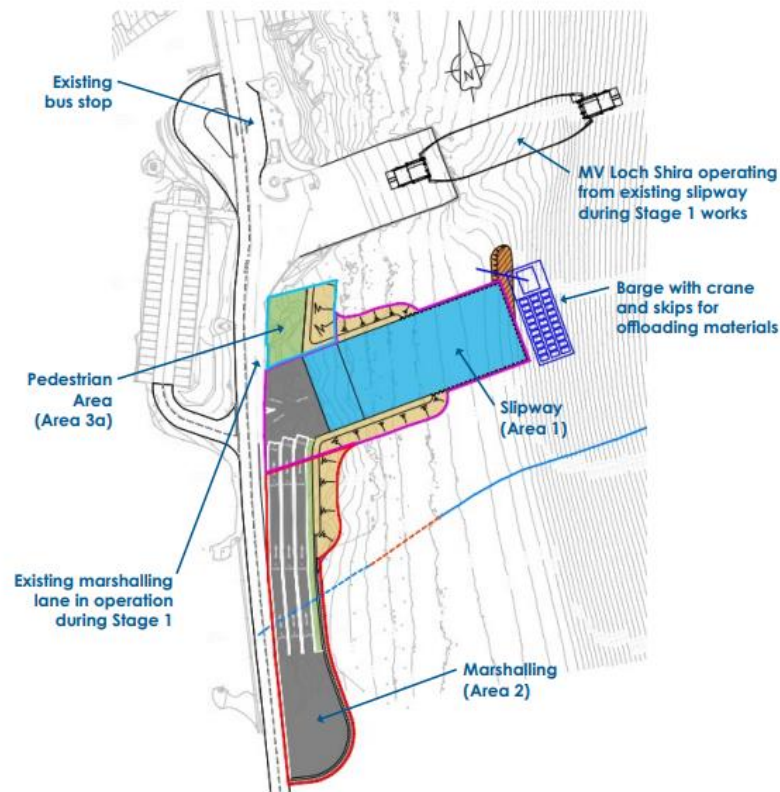 Existing
bus stop
N
MV Loch Shira operating
from existing slipway
during Stage 1 works
Barge with crane
and skips for
offloading materials
Pedestrian
Area
(Area 3a)
Slipway
(Area 1)
Existing marshalling
lane in operation
during Stage 1
Marshalling
(Area 2)